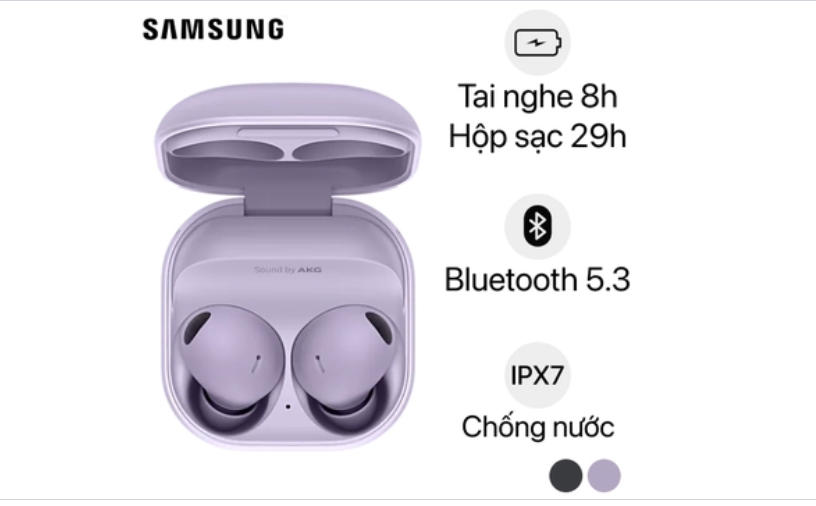 SAMSUNG
Tai nghe 8h
Hộp sạc 29h
Sound by AKG
Bluetooth 5.3
IPX7
Chống nước